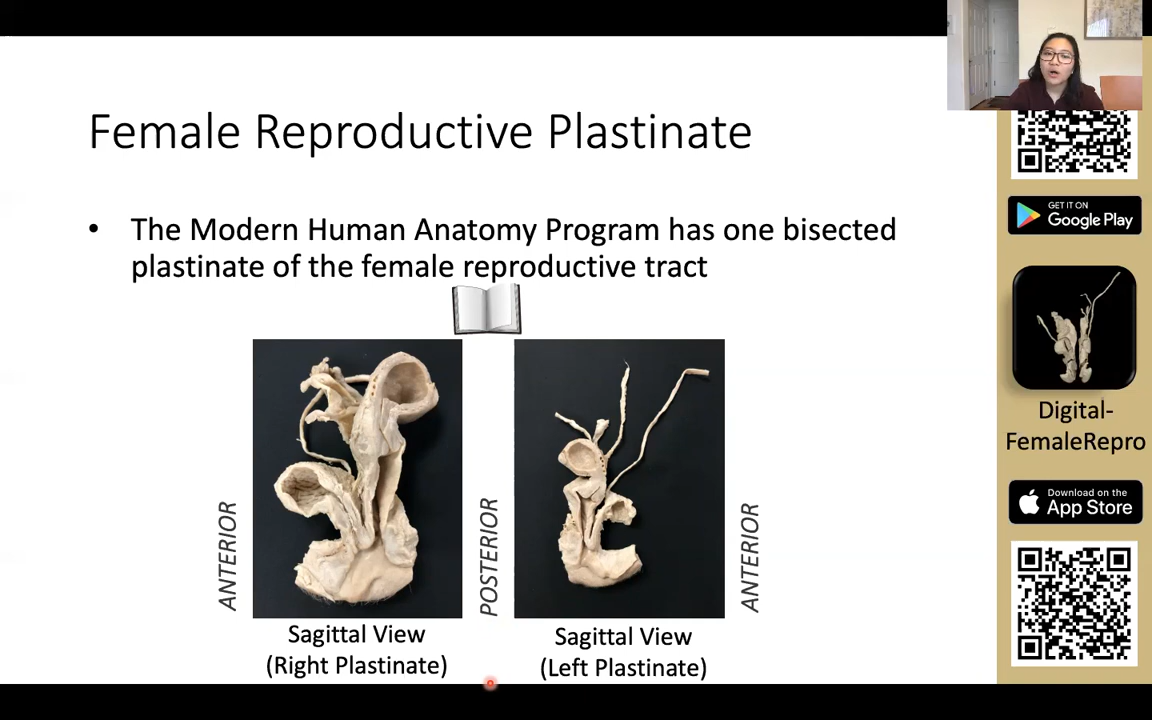 Female Reproductive Plastinate
• The Modern Human Anatomy Program has one bisected
plastinate of the female reproductive tract
ANTERIOR
POSTERIOR
ANTERIOR
Sagittal View
(Right Plastinate)
Sagittal View
(Left Plastinate)
GET IT ON
Google Play
Digital-
FemaleRepro
Download on the
App Store